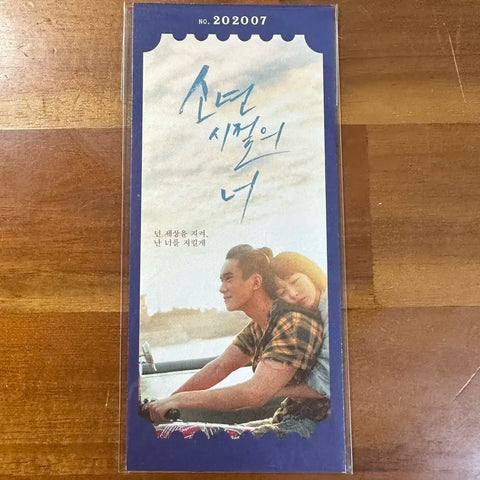 NO. 202007
소년
시절의
너
넌 세상을 지켜,
난 너를 지킬게